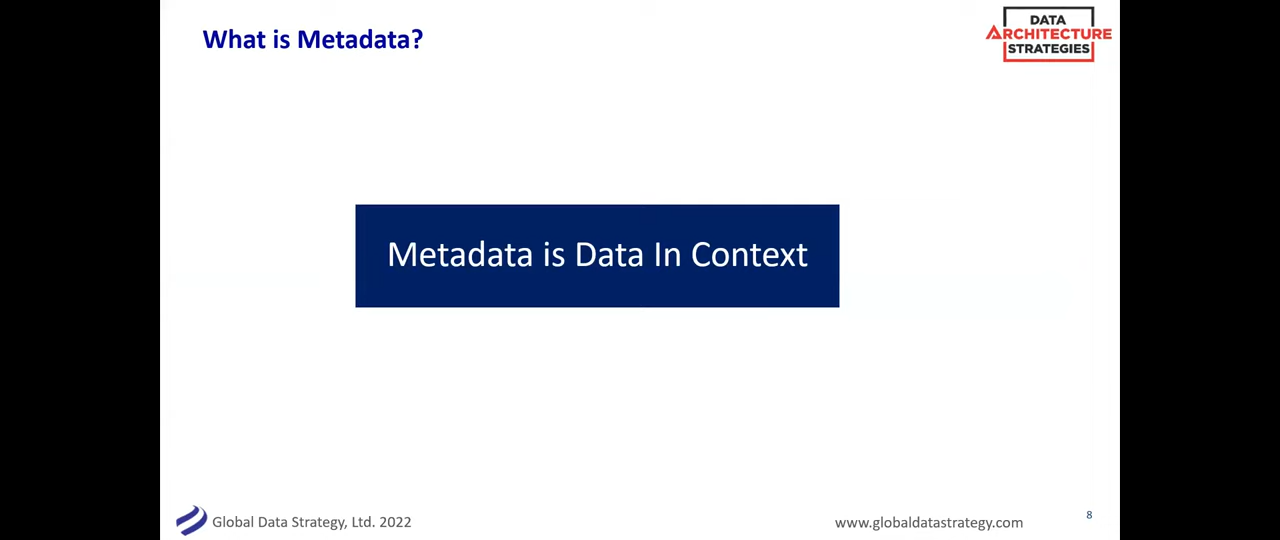 What is Metadata?
DATA
ARCHITECTURE
STRATEGIES
Metadata is Data In Context
Global Data Strategy, Ltd. 2022
www.globaldatastrategy.com
8